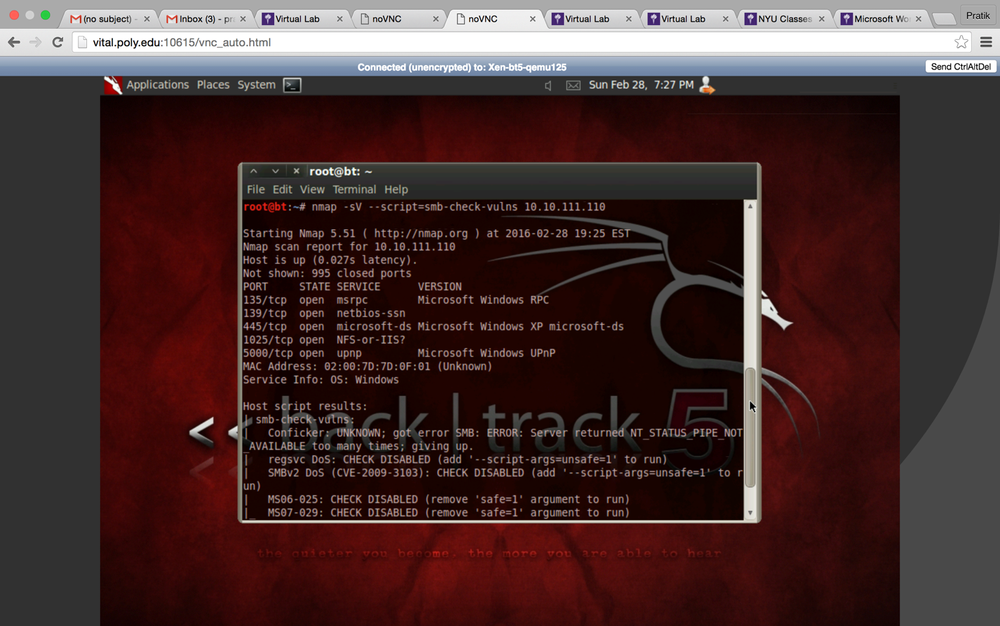 (no subject) -
Inbox (3) - pra
Virtual Lab
noVNC
noVNC
Virtual Lab
Virtual Lab
NYU Classes
Microsoft Wo
Pratik
vital.poly.edu:10615/vnc_auto.html
Connected (unencrypted) to: Xen-bt5-qemu125
Send CtrlAltDel
Applications Places System
Sun Feb 28, 7:27 PM
root@bt: ~
File Edit View Terminal Help
root@bt:~# nmap -sV --script=smb-check-vulns 10.10.111.110
Starting Nmap 5.51 ( http://nmap.org ) at 2016-02-28 19:25 EST
Nmap scan report for 10.10.111.110
Host is up (0.027s latency).
Not shown: 995 closed ports
PORT STATE SERVICE VERSION
135/tcp open msrpc Microsoft Windows RPC
139/tcp open netbios-ssn
445/tcp open microsoft-ds Microsoft Windows XP microsoft-ds
1025/tcp open NFS-or-IIS?
5000/tcp open upnp Microsoft Windows UPnP
MAC Address: 02:00:7D:7D:0F:01 (Unknown)
Service Info: OS: Windows
Host script results:
| smb-check-vulns:
| Conficker: UNKNOWN; got error SMB: ERROR: Server returned NT_STATUS_PIPE_NOT
_AVAILABLE too many times; giving up.
| regsvc DoS: CHECK DISABLED (add '--script-args=unsafe=1' to run)
| SMBv2 DoS (CVE-2009-3103): CHECK DISABLED (add '--script-args=unsafe=1' to r
un)
| MS06-025: CHECK DISABLED (remove 'safe=1' argument to run)
|_ MS07-029: CHECK DISABLED (remove 'safe=1' argument to run)
<< back | track 5
the quieter you become, the more you are able to hear